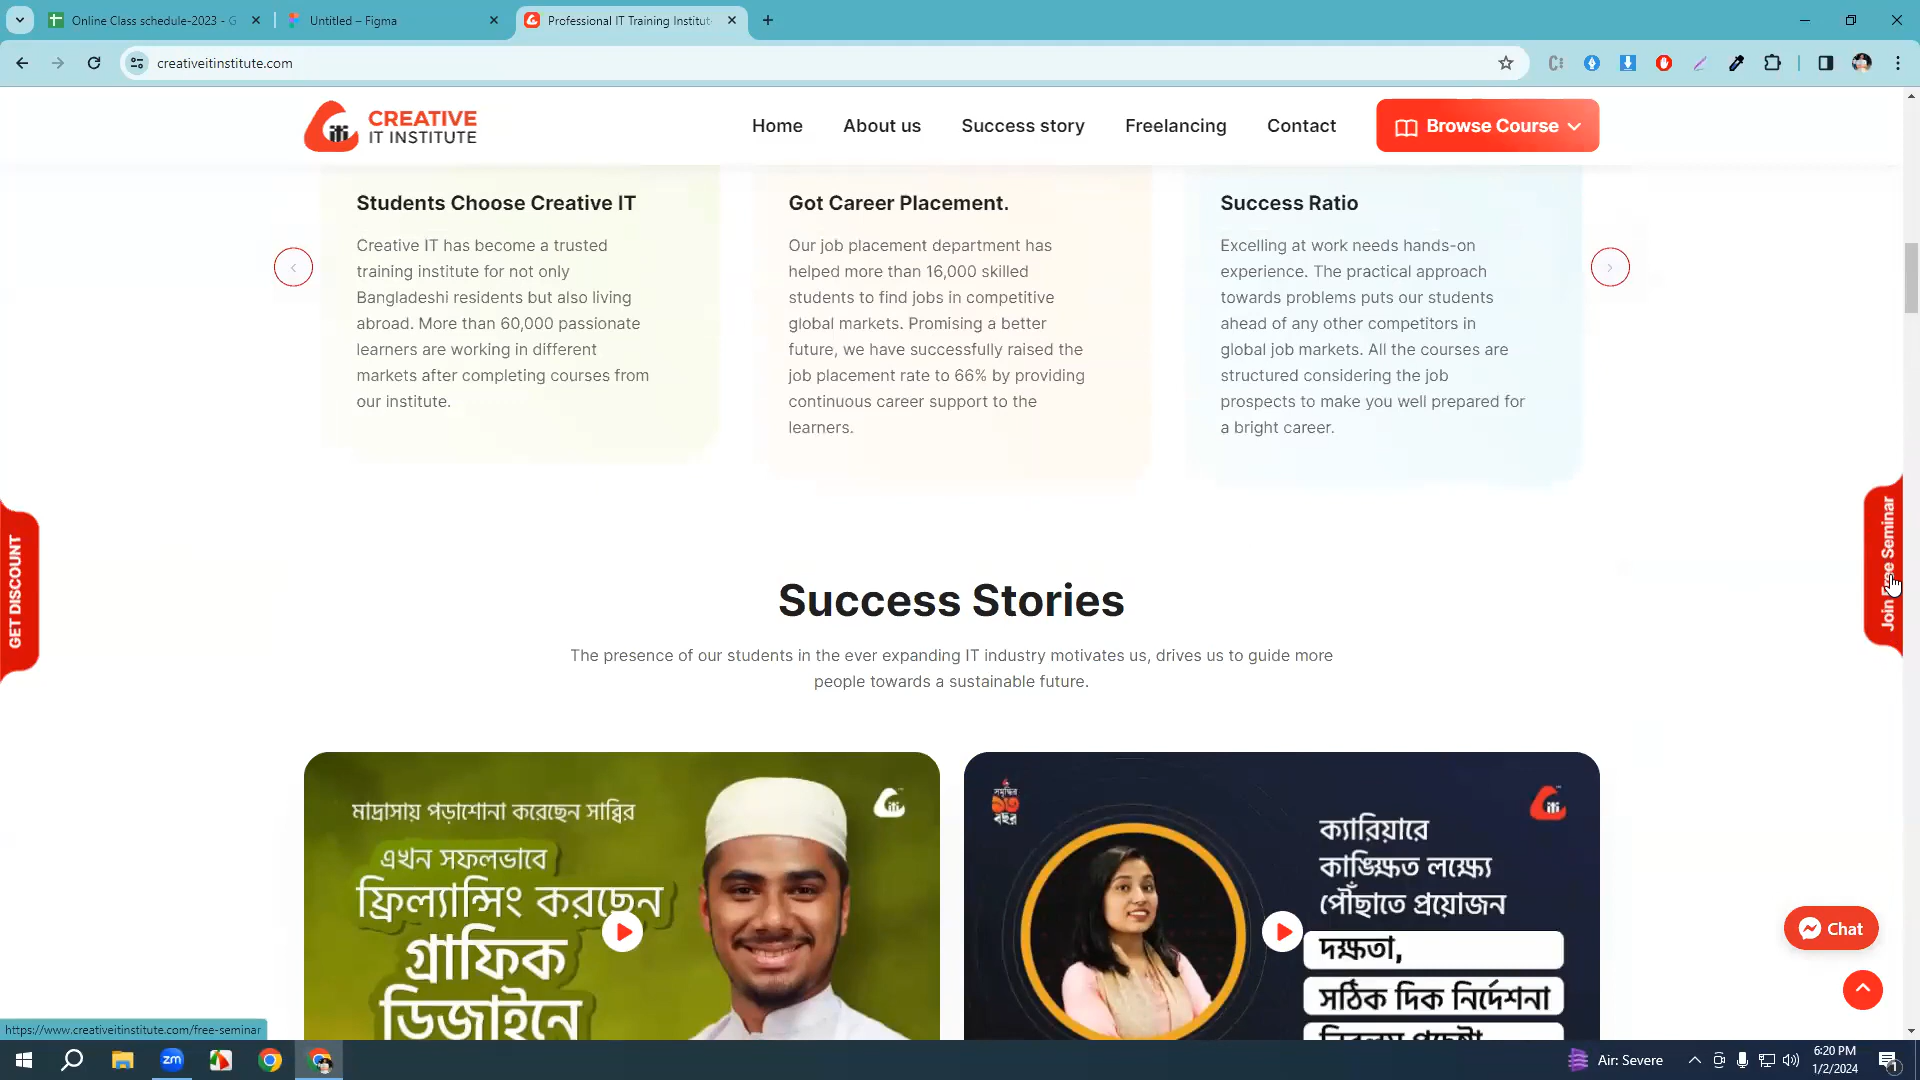 Online Class schedule-2023 - G
Untitled – Figma
Professional IT Training Institut
creativeitinstitute.com
CREATIVE
IT INSTITUTE
Home
About us
Success story
Freelancing
Contact
Browse Course
Students Choose Creative IT
Creative IT has become a trusted
training institute for not only
Bangladeshi residents but also living
abroad. More than 60,000 passionate
learners are working in different
markets after completing courses from
our institute.
Got Career Placement.
Our job placement department has
helped more than 16,000 skilled
students to find jobs in competitive
global markets. Promising a better
future, we have successfully raised the
job placement rate to 66% by providing
continuous career support to the
learners.
Success Ratio
Excelling at work needs hands-on
experience. The practical approach
towards problems puts our students
ahead of any other competitors in
global job markets. All the courses are
structured considering the job
prospects to make you well prepared for
a bright career.
GET DISCOUNT
Join Free Seminar
Success Stories
The presence of our students in the ever expanding IT industry motivates us, drives us to guide more
people towards a sustainable future.
মাদ্রাসায় পড়াশোনা করেছেন সাব্বির
এখন সফলভাবে
ফ্রিল্যান্সিং করছেন
গ্রাফিক
ডিজাইনে
সমৃদ্ধির
১৩
বছর
ক্যারিয়ারে
কাঙ্ক্ষিত লক্ষ্যে
পৌঁছাতে প্রয়োজন
দক্ষতা,
সঠিক দিক নির্দেশনা
Chat
https://www.creativeitinstitute.com/free-seminar
zm
Air: Severe
6:20 PM
1/2/2024
1